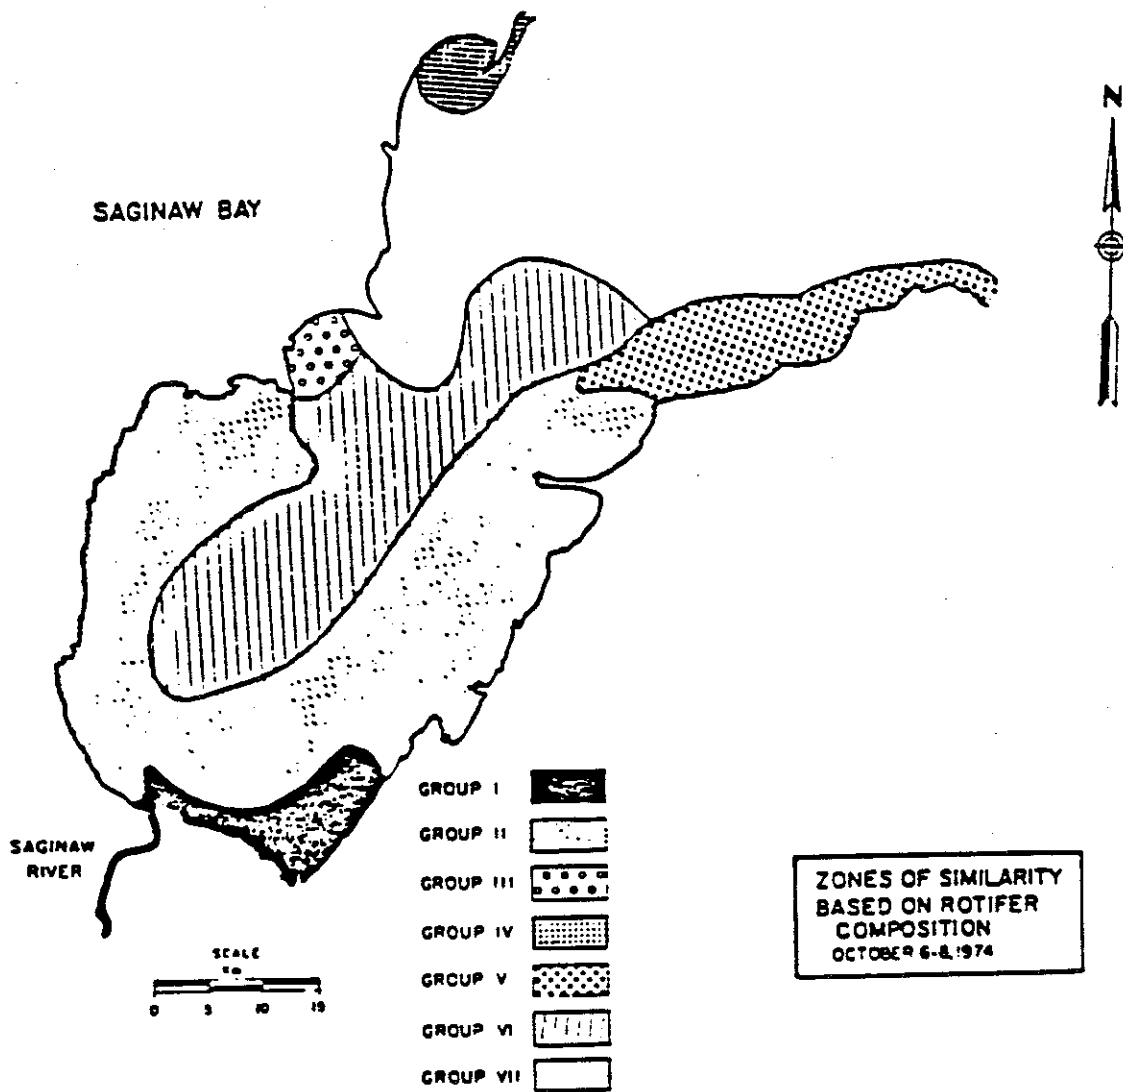 N
SAGINAW BAY
SAGINAW
RIVER
SCALE
0 5 10 15
GROUP I
GROUP II
GROUP III
GROUP IV
GROUP V
GROUP VI
GROUP VII
ZONES OF SIMILARITY
BASED ON ROTIFER
COMPOSITION
OCTOBER 6-8, 1974